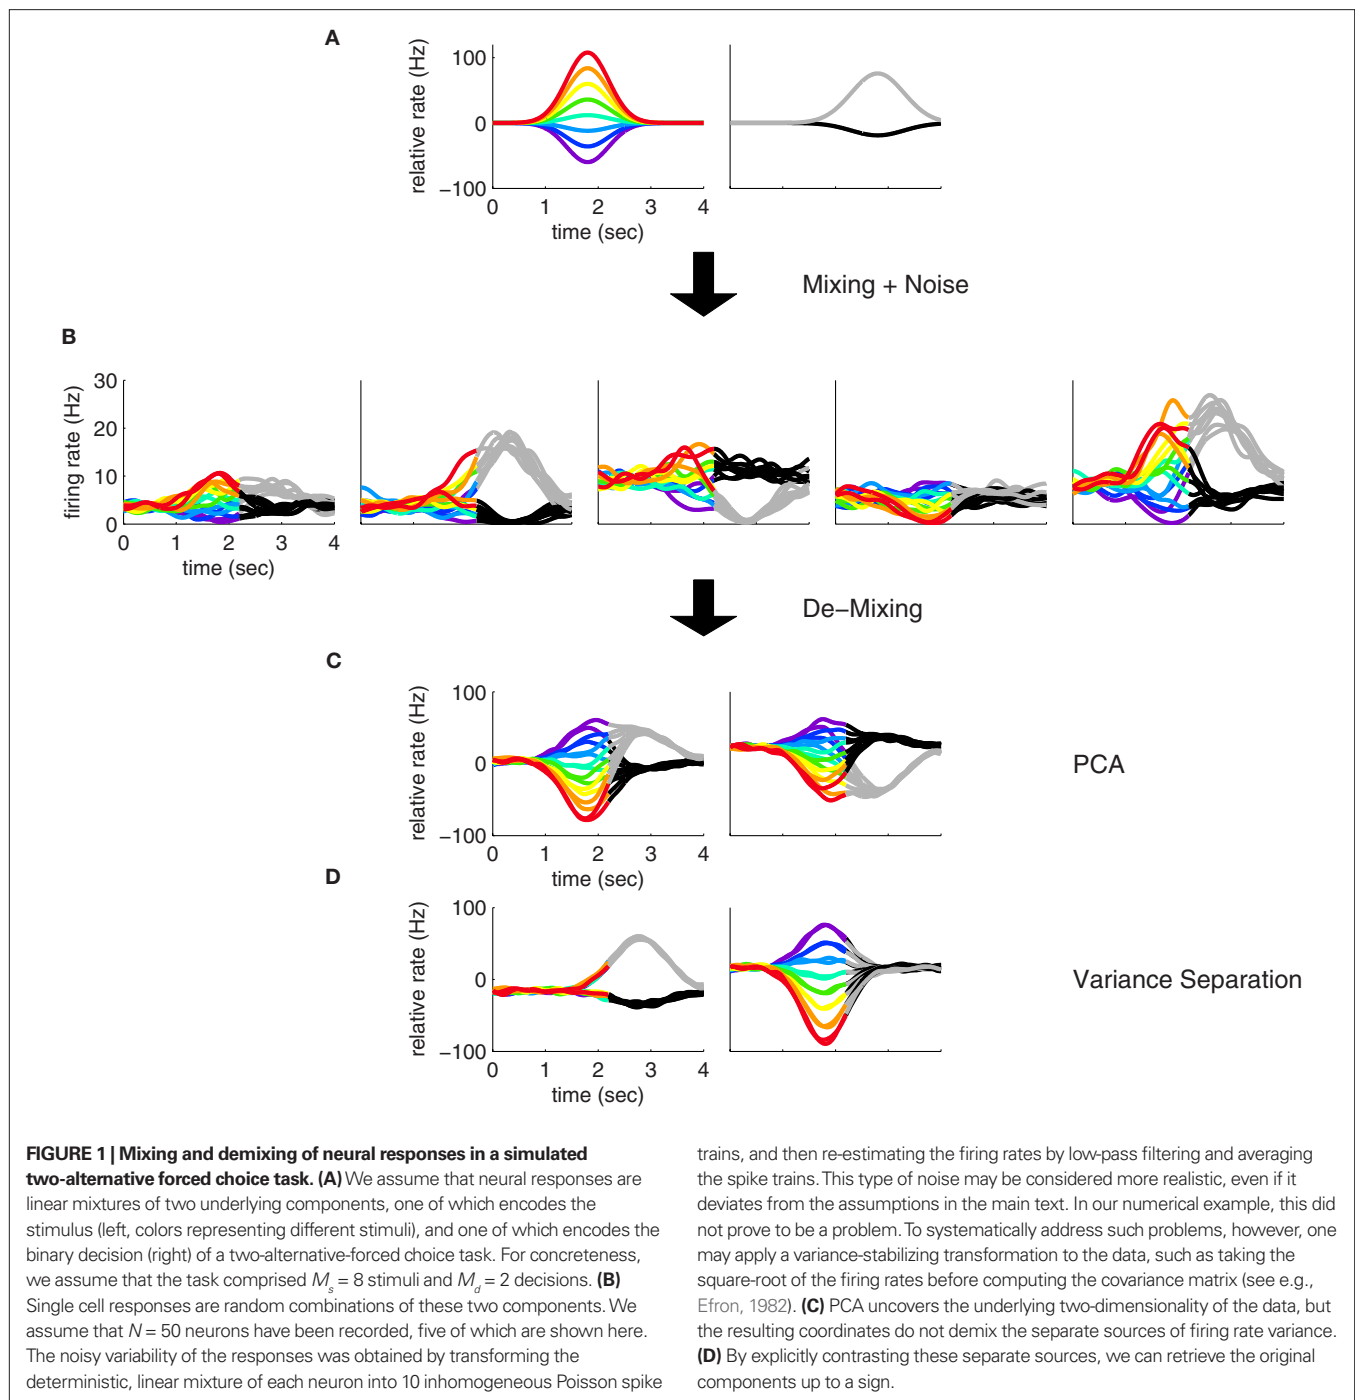 A
relative rate (Hz)
100
0
−100
0 1 2 3 4
time (sec)
Mixing + Noise
B
firing rate (Hz)
30
20
10
0
0 1 2 3 4
time (sec)
De−Mixing
C
relative rate (Hz)
100
0
−100
0 1 2 3 4
time (sec)
PCA
D
relative rate (Hz)
100
0
−100
0 1 2 3 4
time (sec)
Variance Separation
FIGURE 1 | Mixing and demixing of neural responses in a simulated
two-alternative forced choice task. (A) We assume that neural responses are
linear mixtures of two underlying components, one of which encodes the
stimulus (left, colors representing different stimuli), and one of which encodes the
binary decision (right) of a two-alternative-forced choice task. For concreteness,
we assume that the task comprised Ms = 8 stimuli and Md = 2 decisions. (B)
Single cell responses are random combinations of these two components. We
assume that N = 50 neurons have been recorded, five of which are shown here.
The noisy variability of the responses was obtained by transforming the
deterministic, linear mixture of each neuron into 10 inhomogeneous Poisson spike
trains, and then re-estimating the firing rates by low-pass filtering and averaging
the spike trains. This type of noise may be considered more realistic, even if it
deviates from the assumptions in the main text. In our numerical example, this did
not prove to be a problem. To systematically address such problems, however, one
may apply a variance-stabilizing transformation to the data, such as taking the
square-root of the firing rates before computing the covariance matrix (see e.g.,
Efron, 1982). (C) PCA uncovers the underlying two-dimensionality of the data, but
the resulting coordinates do not demix the separate sources of firing rate variance.
(D) By explicitly contrasting these separate sources, we can retrieve the original
components up to a sign.